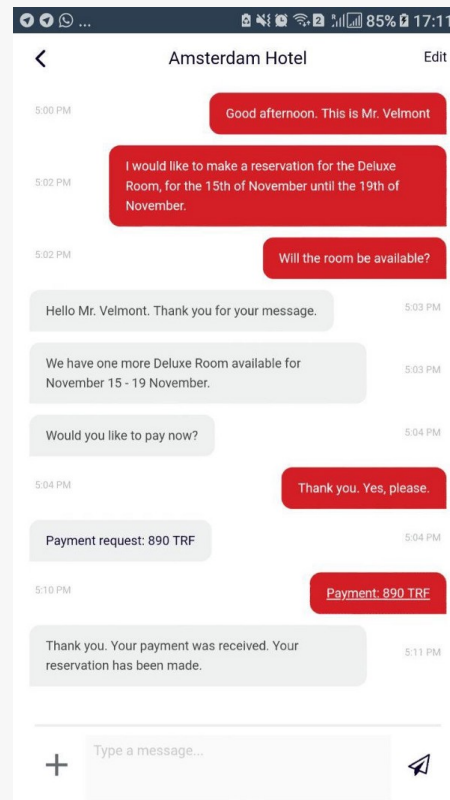 ... 85% 17:11
Amsterdam Hotel Edit
5:00 PM Good afternoon. This is Mr. Velmont
I would like to make a reservation for the Deluxe
5:02 PM Room, for the 15th of November until the 19th of
November.
5:02 PM Will the room be available?
Hello Mr. Velmont. Thank you for your message. 5:03 PM
We have one more Deluxe Room available for
November 15 - 19 November. 5:03 PM
Would you like to pay now? 5:04 PM
5:04 PM Thank you. Yes, please.
Payment request: 890 TRF 5:04 PM
5:10 PM Payment: 890 TRF
Thank you. Your payment was received. Your
reservation has been made. 5:11 PM
Type a message...